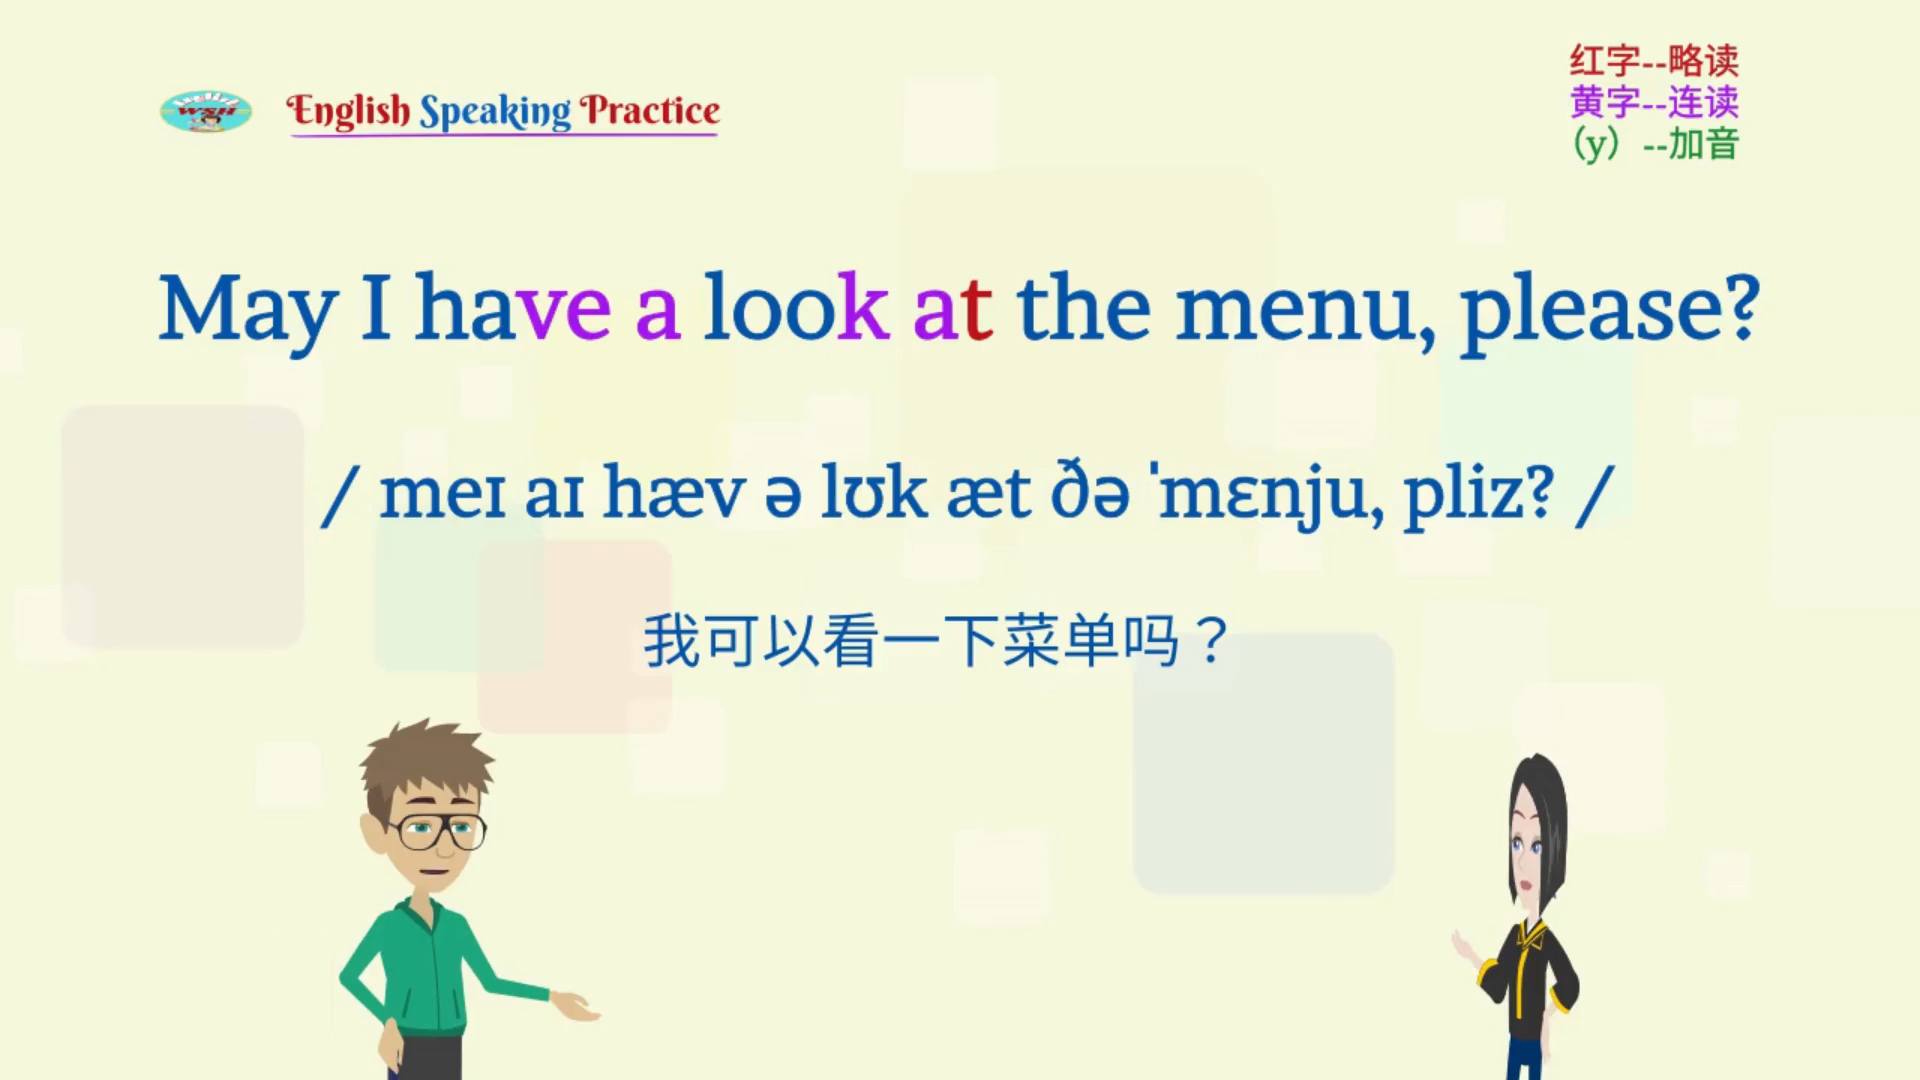 English Speaking Practice
红字--略读
黄字--连读
（y）--加音
May I have a look at the menu, please?
/ meɪ aɪ hæv ə lʊk æt ðə ˈmɛnju, pliz? /
我可以看一下菜单吗？